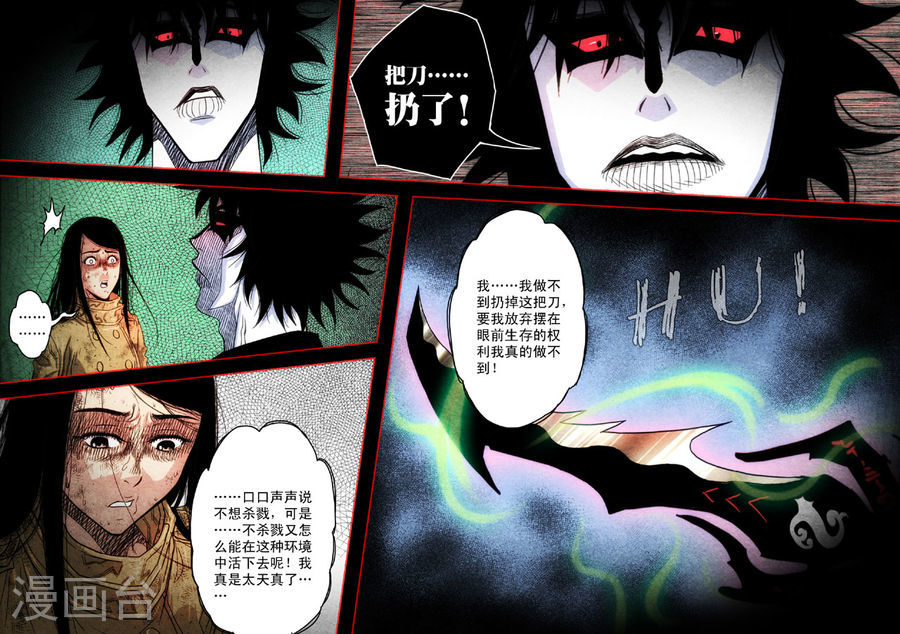 把刀……
扔了！
……
……
我……我做不
到扔掉这把刀，
要我放弃摆在
眼前生存的权
利我真的做不
到！
HU!
……口口声声说
不想杀戮，可是
……不杀戮又怎
么能在这种环境
中活下去呢！我
真是太天真了…
…
漫画台